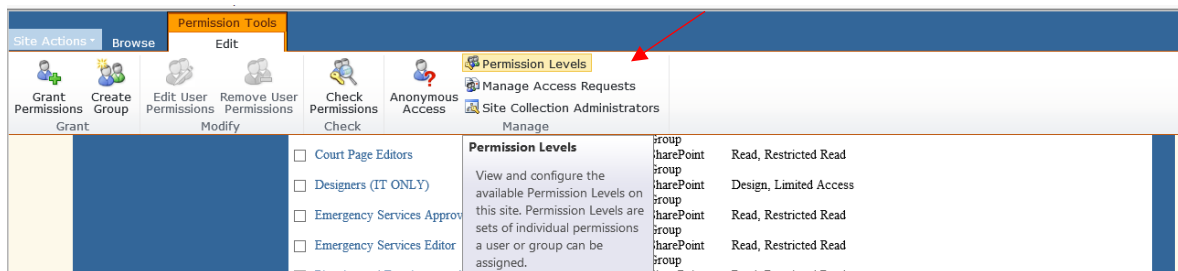 Permission Tools
Site Actions Browse Edit
Permission Levels
Manage Access Requests
Site Collection Administrators
Grant Permissions
Create Group
Edit User Permissions
Remove User Permissions
Check Permissions
Anonymous Access
Grant Modify Check Manage
Group
Court Page Editors SharePoint Read, Restricted Read
Group
Designers (IT ONLY) SharePoint Design, Limited Access
Group
Emergency Services Approv SharePoint Read, Restricted Read
Group
Emergency Services Editor SharePoint Read, Restricted Read
Group
Permission Levels
View and configure the
available Permission Levels on
this site. Permission Levels are
sets of individual permissions
a user or group can be
assigned.